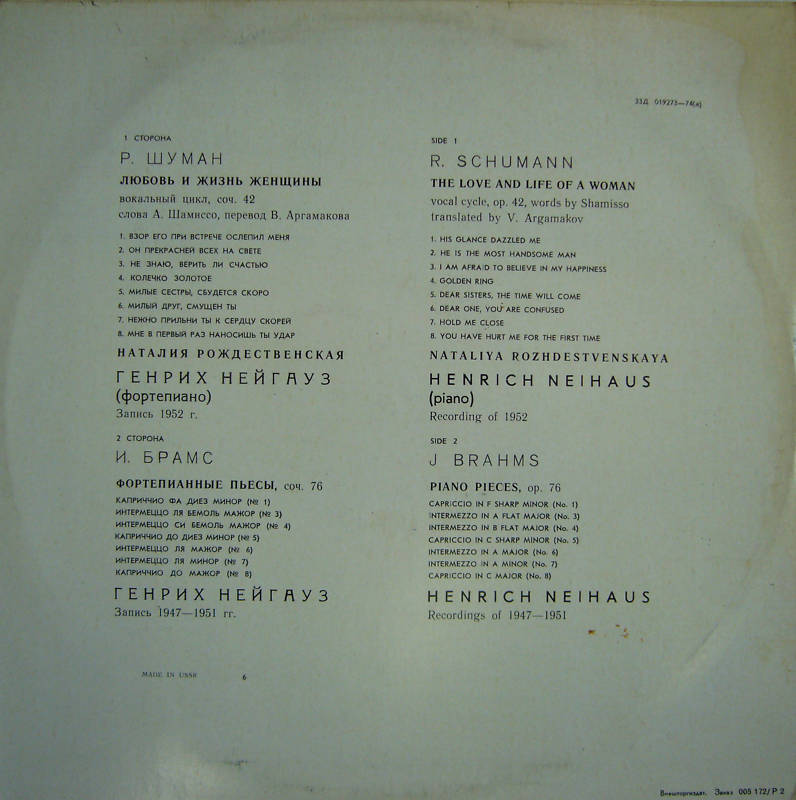 33Д 019273—74(a)
1 СТОРОНА
Р. ШУМАН
ЛЮБОВЬ И ЖИЗНЬ ЖЕНЩИНЫ
вокальный цикл, соч. 42
слова А. Шамиссо, перевод В. Аргамакова
1. ВЗОР ЕГО ПРИ ВСТРЕЧЕ ОСЛЕПИЛ МЕНЯ
2. ОН ПРЕКРАСНЕЙ ВСЕХ НА СВЕТЕ
3. НЕ ЗНАЮ, ВЕРИТЬ ЛИ СЧАСТЬЮ
4. КОЛЕЧКО ЗОЛОТОЕ
5. МИЛЫЕ СЕСТРЫ, СБУДЕТСЯ СКОРО
6. МИЛЫЙ ДРУГ, СМУЩЕН ТЫ
7. НЕЖНО ПРИЛЬНИ ТЫ К СЕРДЦУ СКОРЕЙ
8. МНЕ В ПЕРВЫЙ РАЗ НАНОСИШЬ ТЫ УДАР
НАТАЛИЯ РОЖДЕСТВЕНСКАЯ
ГЕНРИХ НЕЙГАУЗ
(фортепиано)
Запись 1952 г.
2 СТОРОНА
И. БРАМС
ФОРТЕПИАННЫЕ ПЬЕСЫ, соч. 76
КАПРИЧЧИО ФА ДИЕЗ МИНОР (№ 1)
ИНТЕРМЕЦЦО ЛЯ БЕМОЛЬ МАЖОР (№ 3)
ИНТЕРМЕЦЦО СИ БЕМОЛЬ МАЖОР (№ 4)
КАПРИЧЧИО ДО ДИЕЗ МИНОР (№ 5)
ИНТЕРМЕЦЦО ЛЯ МАЖОР (№ 6)
ИНТЕРМЕЦЦО ЛЯ МИНОР (№ 7)
КАПРИЧЧИО ДО МАЖОР (№ 8)
ГЕНРИХ НЕЙГАУЗ
Запись 1947—1951 гг.
MADE IN USSR 6
SIDE 1
R. SCHUMANN
THE LOVE AND LIFE OF A WOMAN
vocal cycle, op. 42, words by Shamisso
translated by V. Argamakov
1. HIS GLANCE DAZZLED ME
2. HE IS THE MOST HANDSOME MAN
3. I AM AFRAID TO BELIEVE IN MY HAPPINESS
4. GOLDEN RING
5. DEAR SISTERS, THE TIME WILL COME
6. DEAR ONE, YOU ARE CONFUSED
7. HOLD ME CLOSE
8. YOU HAVE HURT ME FOR THE FIRST TIME
NATALIYA ROZHDESTVENSKAYA
HENRICH NEIHAUS
(piano)
Recording of 1952
SIDE 2
J BRAHMS
PIANO PIECES, op. 76
CAPRICCIO IN F SHARP MINOR (No. 1)
INTERMEZZO IN A FLAT MAJOR (No. 3)
INTERMEZZO IN B FLAT MAJOR (No. 4)
CAPRICCIO IN C SHARP MINOR (No. 5)
INTERMEZZO IN A MAJOR (No. 6)
INTERMEZZO IN A MINOR (No. 7)
CAPRICCIO IN C MAJOR (No. 8)
HENRICH NEIHAUS
Recordings of 1947—1951
Внешторгиздат. Заказ 005 172/Р 2